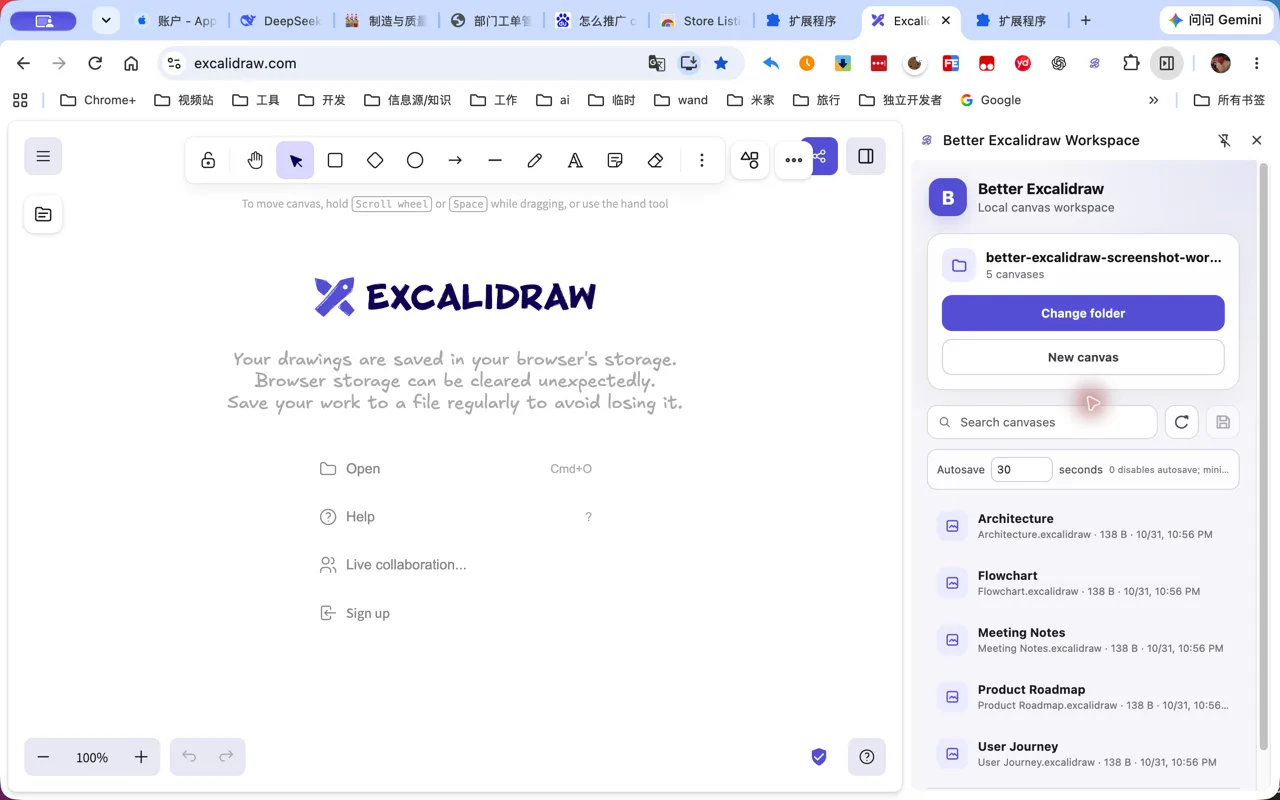 账户 - App
DeepSeek
制造与质量
部门工单管
怎么推广 c
Store Listi
扩展程序
Excalid
扩展程序
问问 Gemini
excalidraw.com
Chrome+
视频站
工具
开发
信息源/知识
工作
ai
临时
wand
米家
旅行
独立开发者
Google
所有书签
To move canvas, hold Scroll wheel or Space while dragging, or use the hand tool
EXCALIDRAW
Your drawings are saved in your browser's storage.
Browser storage can be cleared unexpectedly.
Save your work to a file regularly to avoid losing it.
Open Cmd+O
Help ?
Live collaboration...
Sign up
100%
Better Excalidraw Workspace
B
Better Excalidraw
Local canvas workspace
better-excalidraw-screenshot-wor...
5 canvases
Change folder
New canvas
Search canvases
Autosave 30 seconds 0 disables autosave; mini...
Architecture
Architecture.excalidraw · 138 B · 10/31, 10:56 PM
Flowchart
Flowchart.excalidraw · 138 B · 10/31, 10:56 PM
Meeting Notes
Meeting Notes.excalidraw · 138 B · 10/31, 10:56 PM
Product Roadmap
Product Roadmap.excalidraw · 138 B · 10/31, 10:56...
User Journey
User Journey.excalidraw · 138 B · 10/31, 10:56 PM